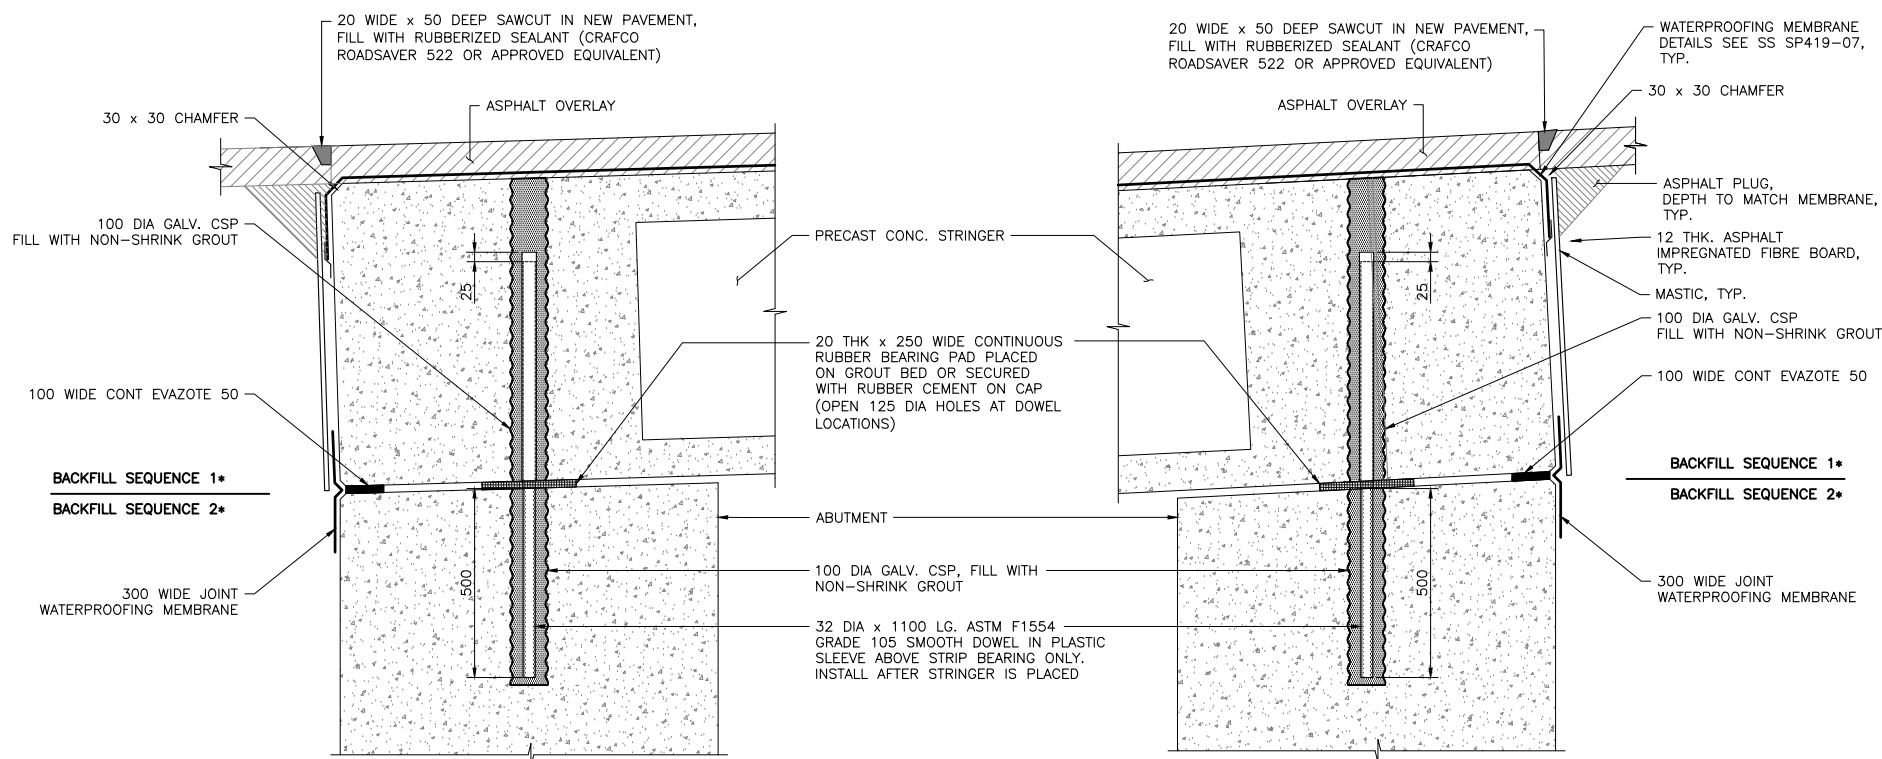 20 WIDE x 50 DEEP SAWCUT IN NEW PAVEMENT,
FILL WITH RUBBERIZED SEALANT (CRAFCO
ROADSAVER 522 OR APPROVED EQUIVALENT)
ASPHALT OVERLAY
30 x 30 CHAMFER
100 DIA GALV. CSP
FILL WITH NON-SHRINK GROUT
25
100 WIDE CONT EVAZOTE 50
BACKFILL SEQUENCE 1*
BACKFILL SEQUENCE 2*
500
300 WIDE JOINT
WATERPROOFING MEMBRANE
PRECAST CONC. STRINGER
20 THK x 250 WIDE CONTINUOUS
RUBBER BEARING PAD PLACED
ON GROUT BED OR SECURED
WITH RUBBER CEMENT ON CAP
(OPEN 125 DIA HOLES AT DOWEL
LOCATIONS)
ABUTMENT
100 DIA GALV. CSP, FILL WITH
NON-SHRINK GROUT
32 DIA x 1100 LG. ASTM F1554
GRADE 105 SMOOTH DOWEL IN PLASTIC
SLEEVE ABOVE STRIP BEARING ONLY.
INSTALL AFTER STRINGER IS PLACED
20 WIDE x 50 DEEP SAWCUT IN NEW PAVEMENT,
FILL WITH RUBBERIZED SEALANT (CRAFCO
ROADSAVER 522 OR APPROVED EQUIVALENT)
ASPHALT OVERLAY
WATERPROOFING MEMBRANE
DETAILS SEE SS SP419-07,
TYP.
30 x 30 CHAMFER
ASPHALT PLUG,
DEPTH TO MATCH MEMBRANE,
TYP.
12 THK. ASPHALT
IMPREGNATED FIBRE BOARD,
TYP.
MASTIC, TYP.
25
100 DIA GALV. CSP
FILL WITH NON-SHRINK GROUT
100 WIDE CONT EVAZOTE 50
BACKFILL SEQUENCE 1*
BACKFILL SEQUENCE 2*
500
300 WIDE JOINT
WATERPROOFING MEMBRANE